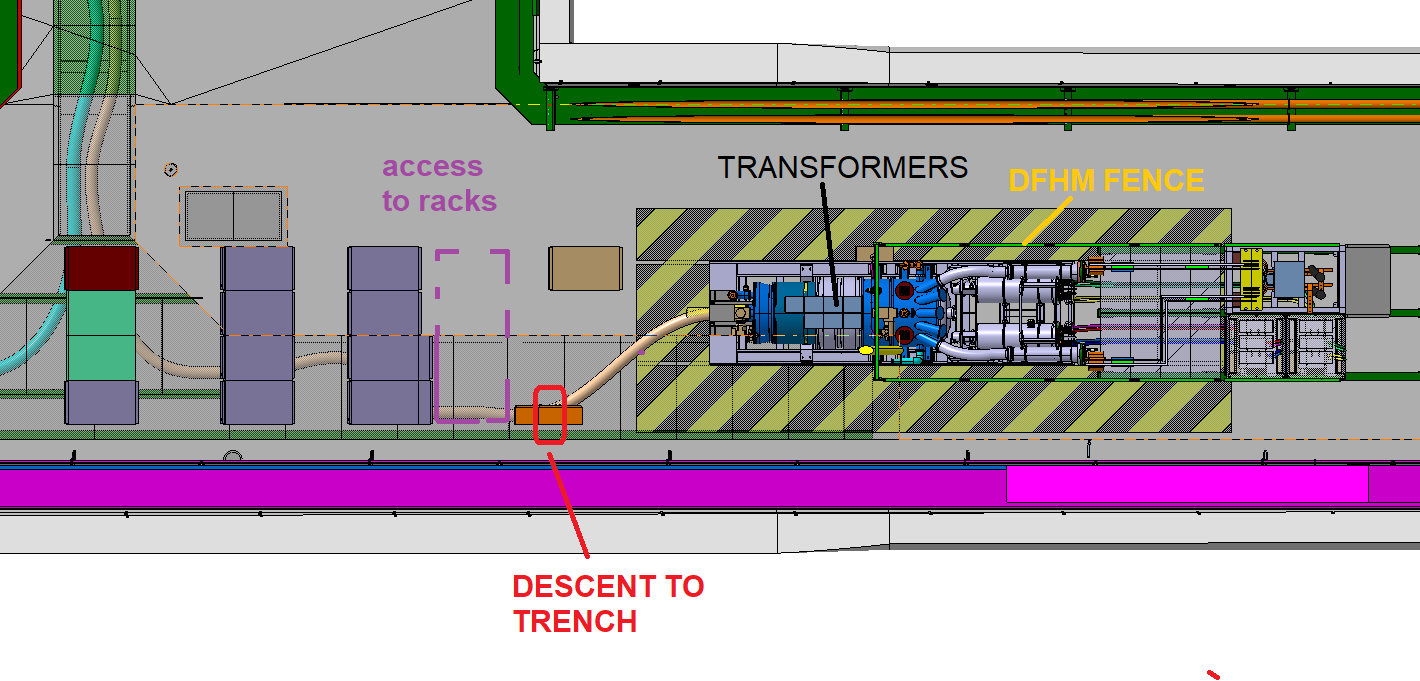 access
to racks
TRANSFORMERS
DFHM FENCE
DESCENT TO
TRENCH